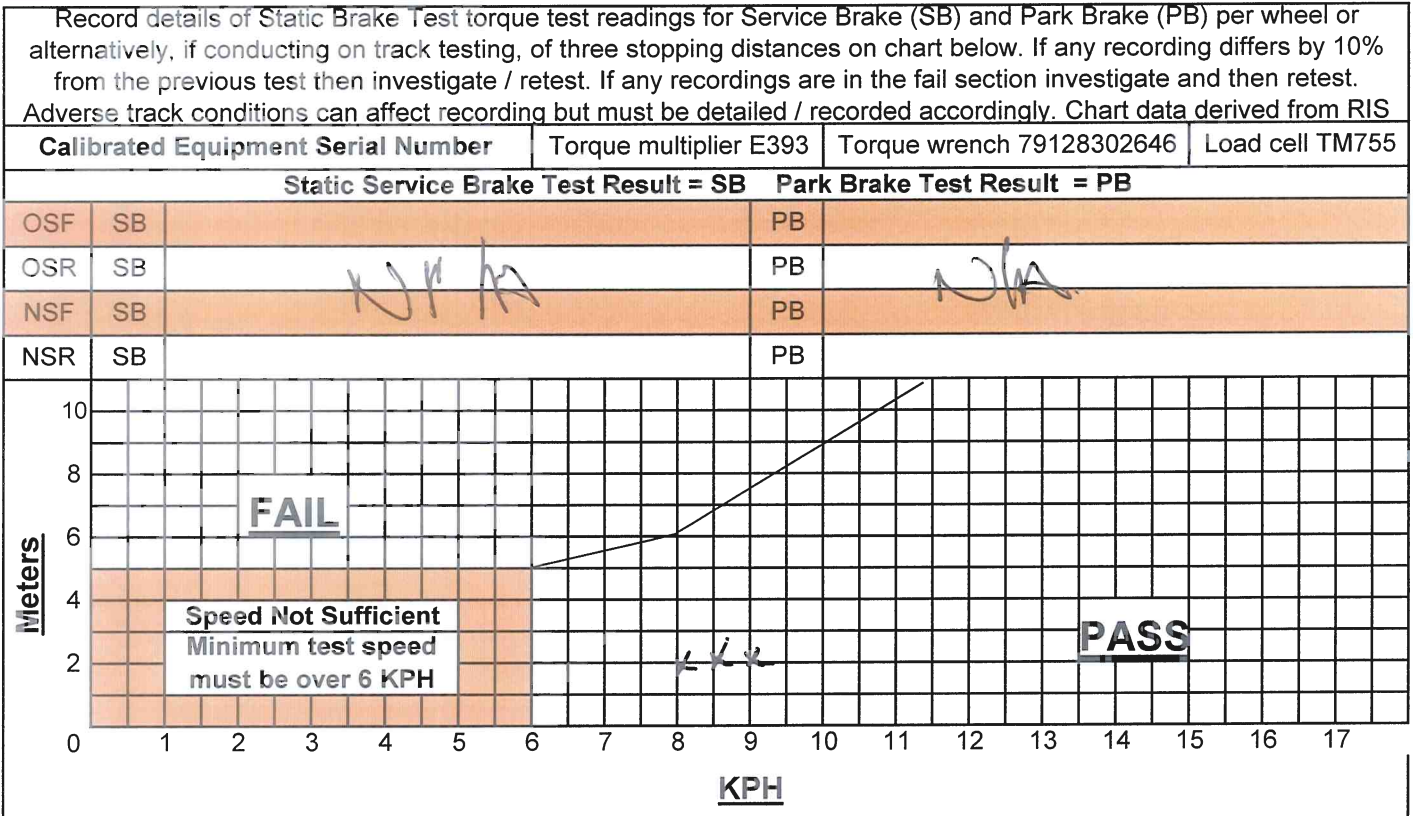 Record details of Static Brake Test torque test readings for Service Brake (SB) and Park Brake (PB) per wheel or
alternatively, if conducting on track testing, of three stopping distances on chart below. If any recording differs by 10%
from the previous test then investigate / retest. If any recordings are in the fail section investigate and then retest.
Adverse track conditions can affect recording but must be detailed / recorded accordingly. Chart data derived from RIS
Calibrated Equipment Serial Number Torque multiplier E393 Torque wrench 79128302646 Load cell TM755
Static Service Brake Test Result = SB Park Brake Test Result = PB
OSF SB PB
OSR SB N/A PB N/A
NSF SB PB
NSR SB PB
10
8
FAIL
6
Meters
4
Speed Not Sufficient
Minimum test speed
must be over 6 KPH
PASS
2
0 1 2 3 4 5 6 7 8 9 10 11 12 13 14 15 16 17
KPH